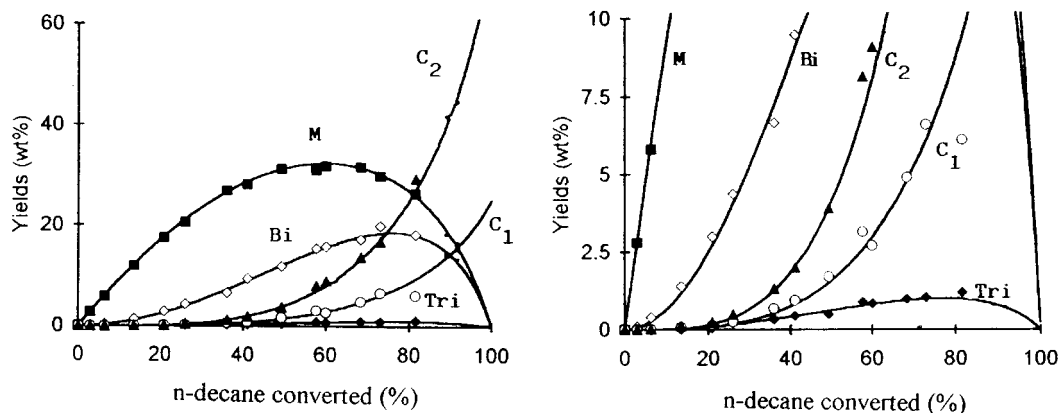 60
40
20
0
Yields (wt%)
M
Bi
C2
C1
Tri
0 20 40 60 80 100
n-decane converted (%)
10
7.5
5
2.5
0
Yields (wt%)
M
Bi
C2
C1
Tri
0 20 40 60 80 100
n-decane converted (%)